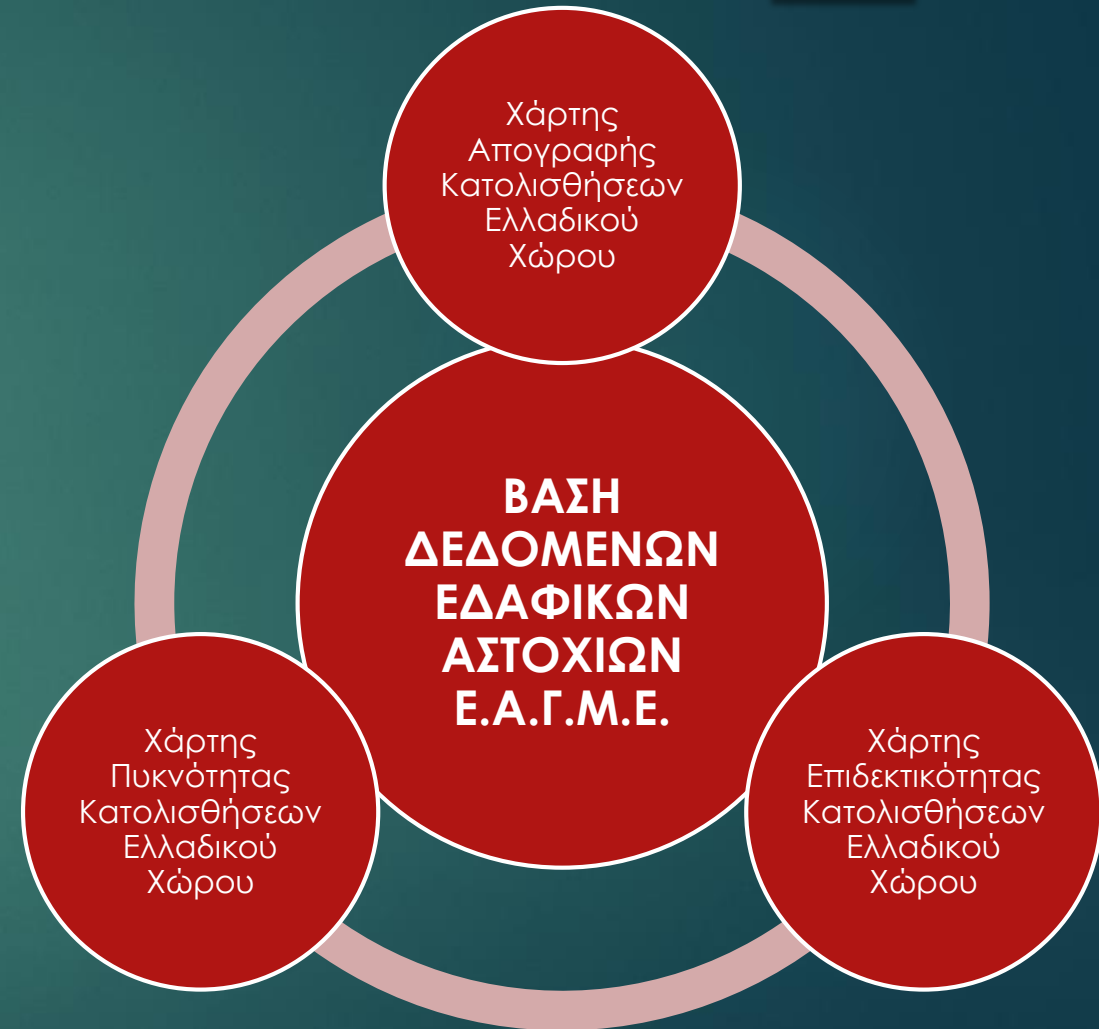 Χάρτης
Απογραφής
Κατολισθήσεων
Ελλαδικού
Χώρου
ΒΑΣΗ
ΔΕΔΟΜΕΝΩΝ
ΕΔΑΦΙΚΩΝ
ΑΣΤΟΧΙΩΝ
Ε.Α.Γ.Μ.Ε.
Χάρτης
Πυκνότητας
Κατολισθήσεων
Ελλαδικού
Χώρου
Χάρτης
Επιδεκτικότητας
Κατολισθήσεων
Ελλαδικού
Χώρου